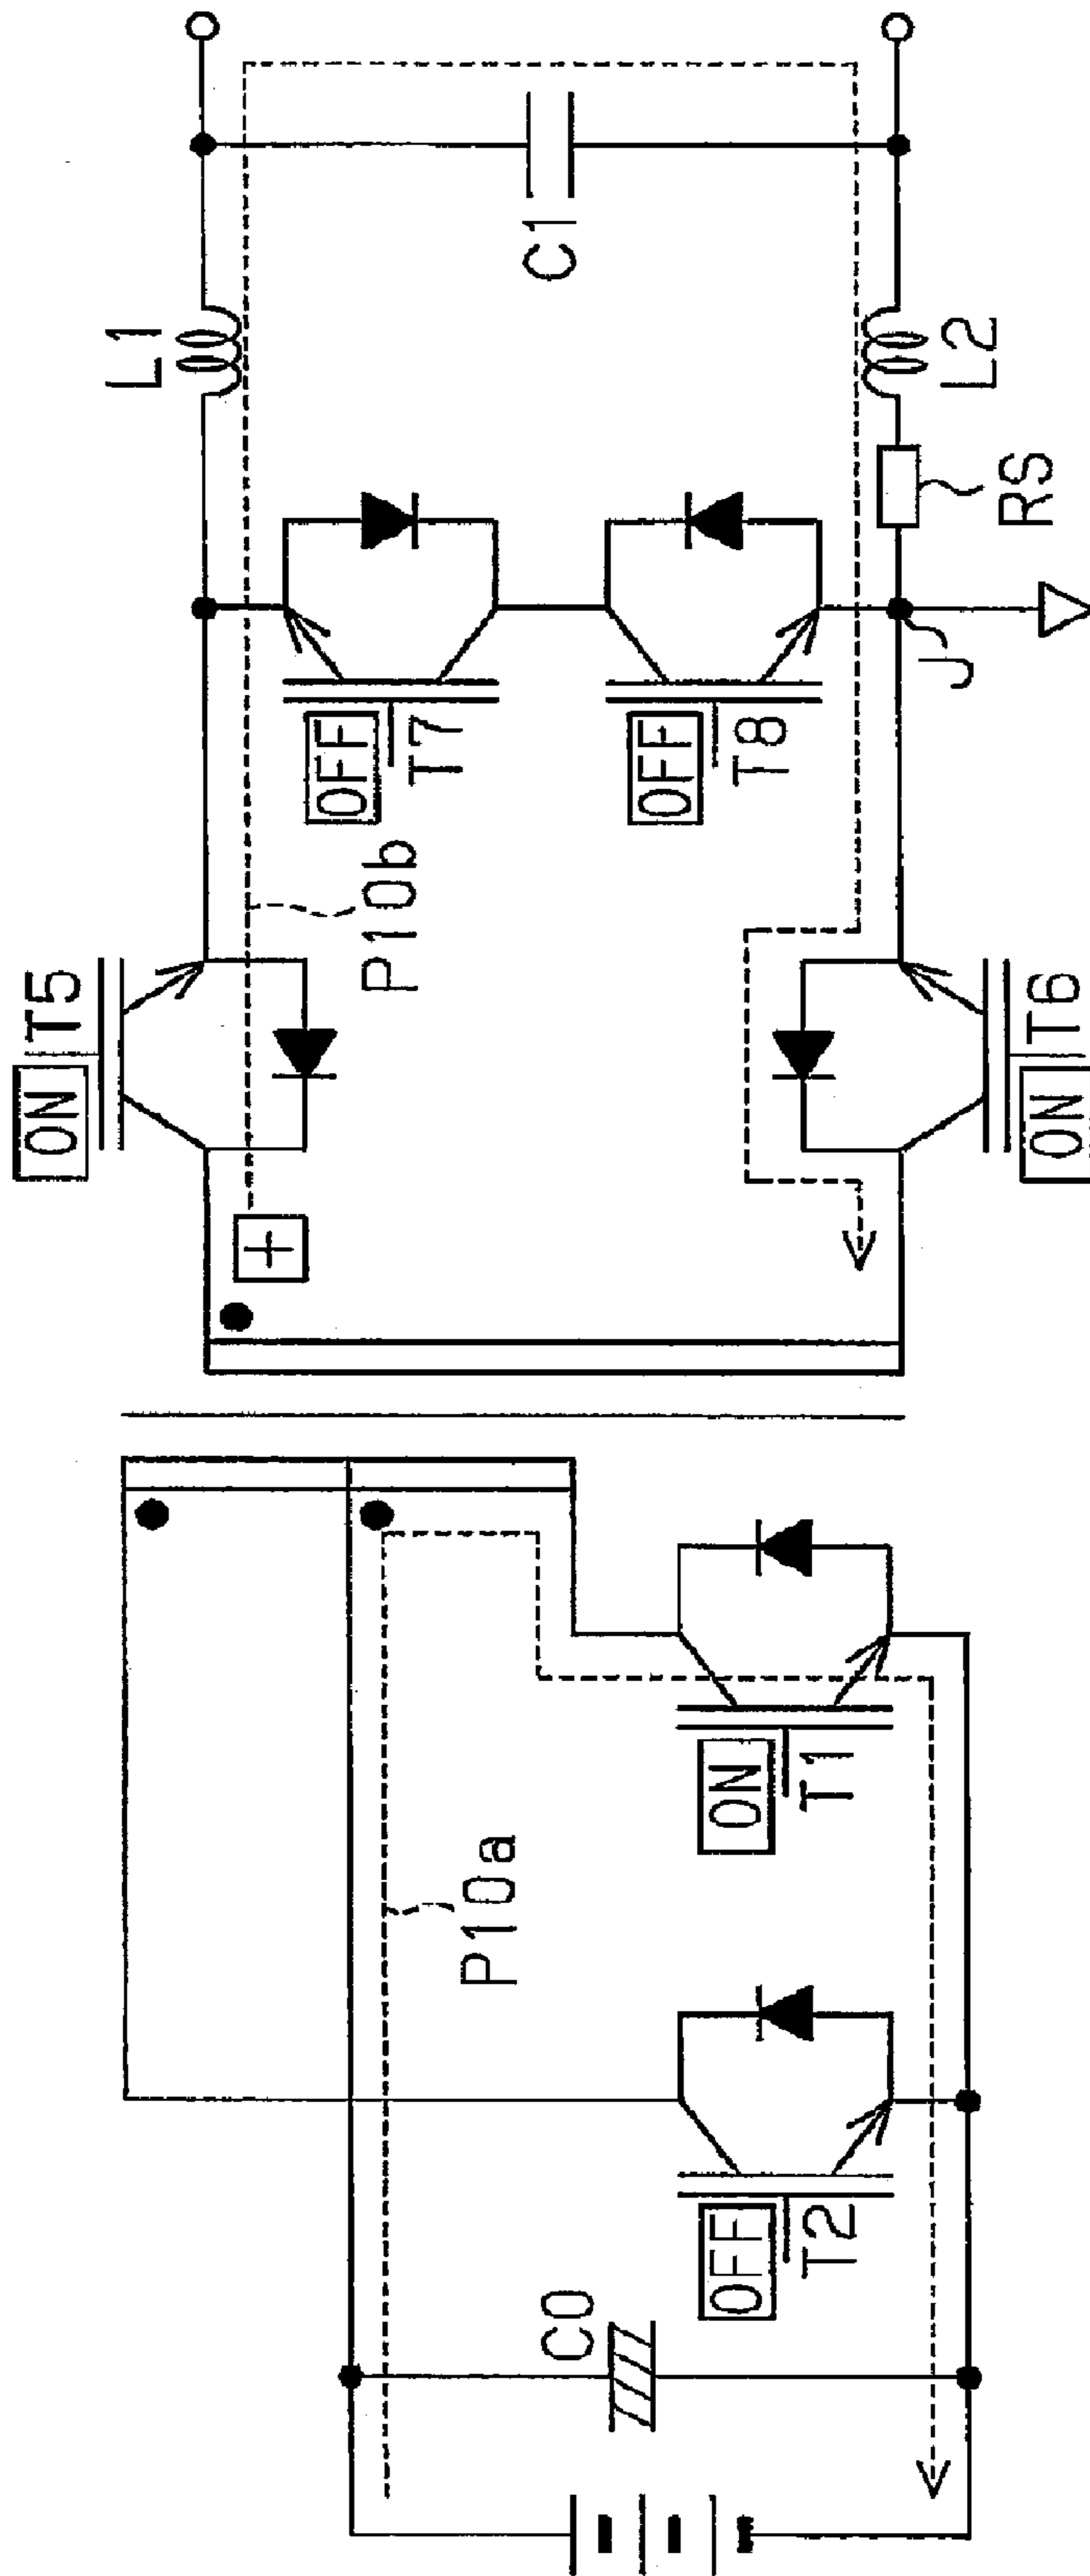 C0
OFF
T2
P10a
ON
T1
+
ON
T5
ON
T6
P10b
OFF
T7
OFF
T8
J
RS
L1
L2
C1